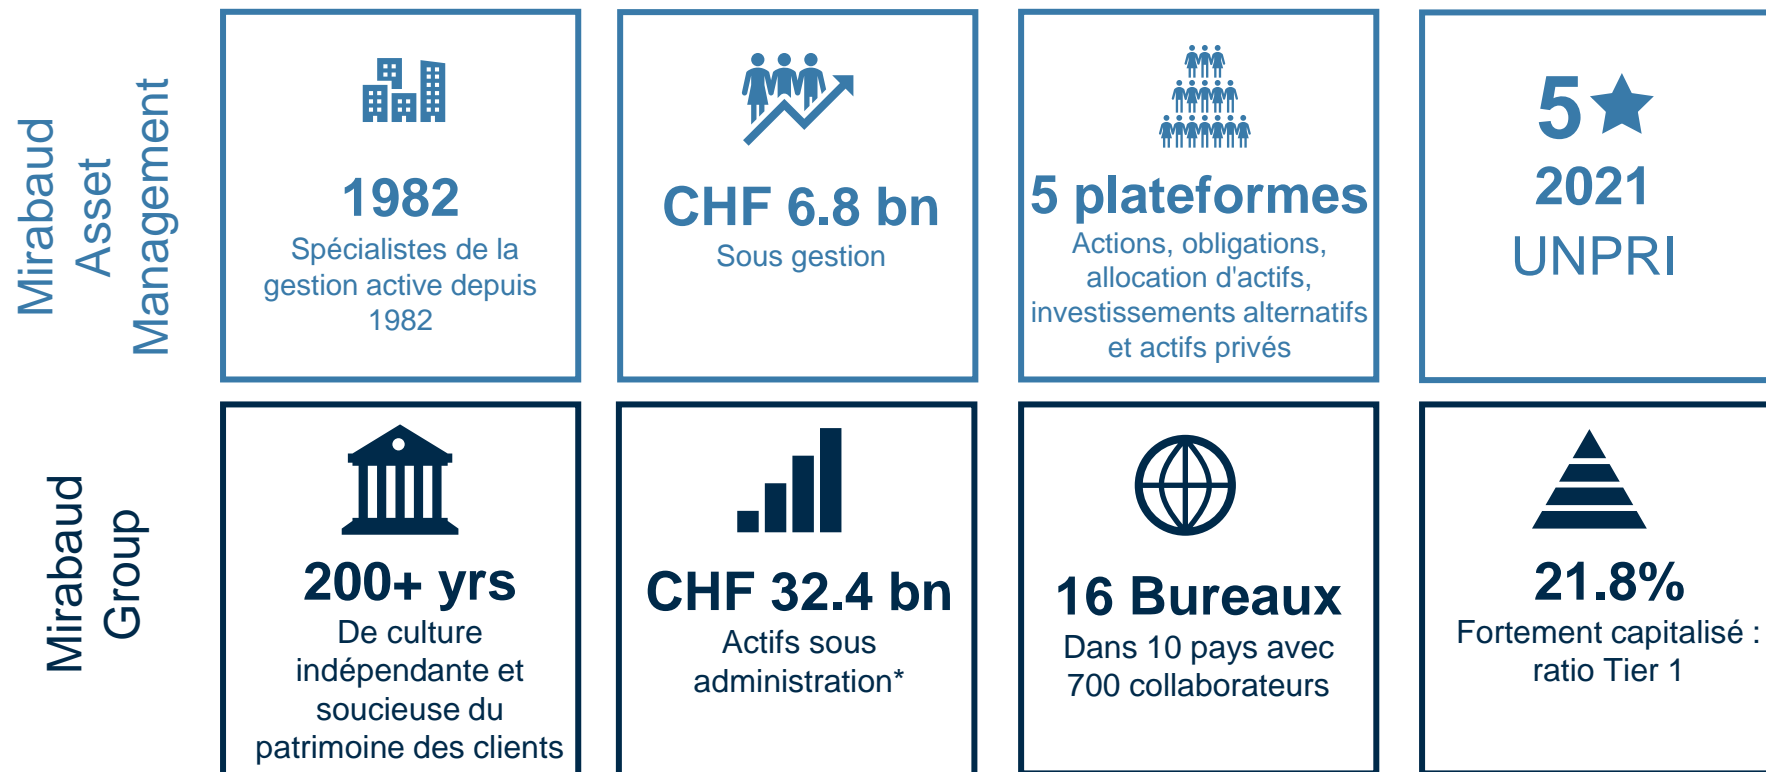 Mirabaud
Asset
Management
1982
Spécialistes de la
gestion active depuis
1982
CHF 6.8 bn
Sous gestion
5 plateformes
Actions, obligations,
allocation d'actifs,
investissements alternatifs
et actifs privés
5
2021
UNPRI
Mirabaud
Group
200+ yrs
De culture
indépendante et
soucieuse du
patrimoine des clients
CHF 32.4 bn
Actifs sous
administration*
16 Bureaux
Dans 10 pays avec
700 collaborateurs
21.8%
Fortement capitalisé :
ratio Tier 1